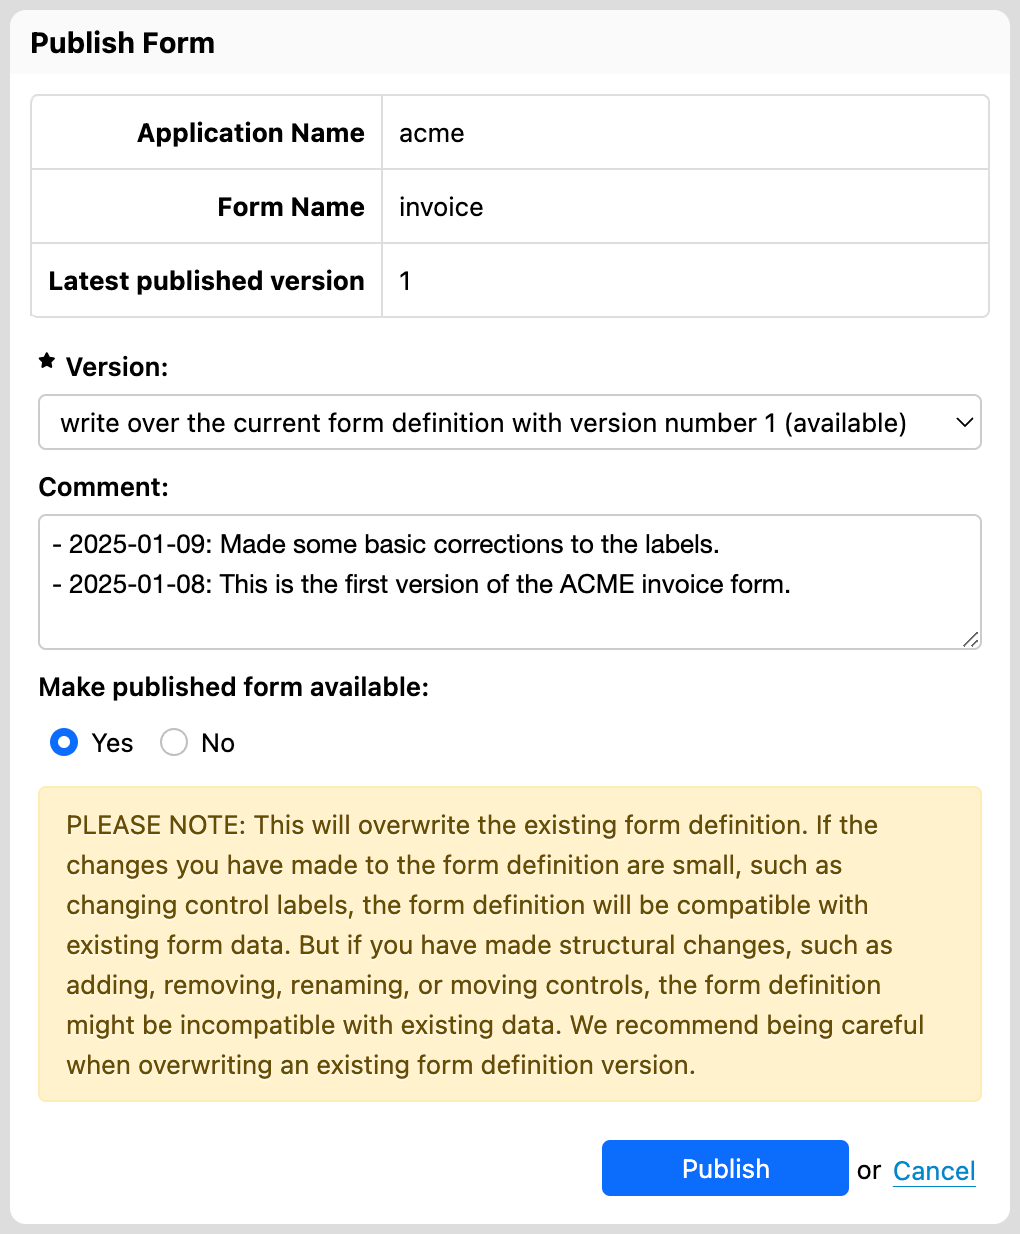 Publish Form
Application Name acme
Form Name invoice
Latest published version 1
★ Version:
write over the current form definition with version number 1 (available)
Comment:
- 2025-01-09: Made some basic corrections to the labels.
- 2025-01-08: This is the first version of the ACME invoice form.
Make published form available:
Yes No
PLEASE NOTE: This will overwrite the existing form definition. If the
changes you have made to the form definition are small, such as
changing control labels, the form definition will be compatible with
existing form data. But if you have made structural changes, such as
adding, removing, renaming, or moving controls, the form definition
might be incompatible with existing data. We recommend being careful
when overwriting an existing form definition version.
Publish or Cancel